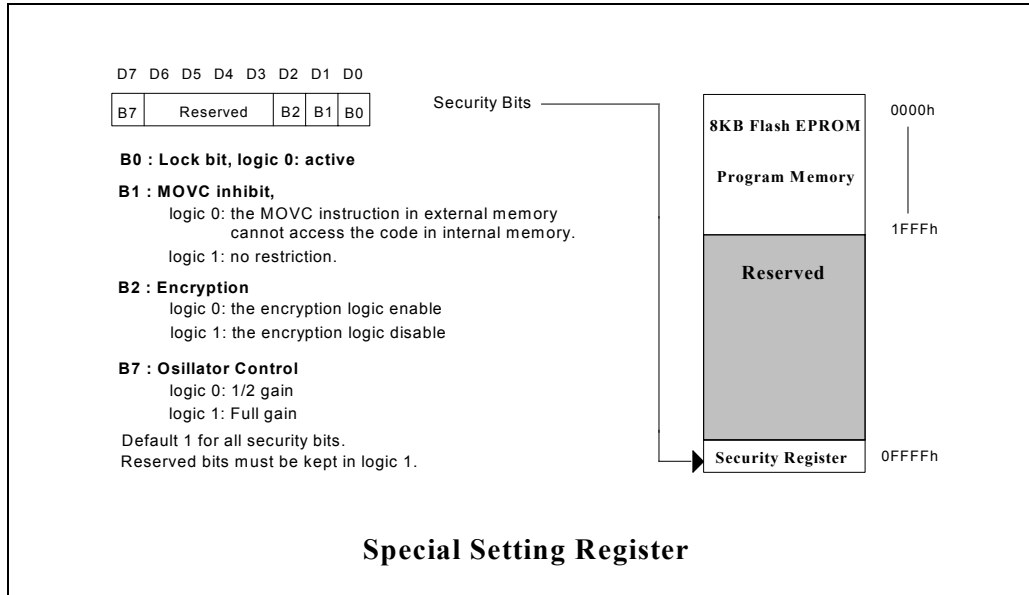 D7 D6 D5 D4 D3 D2 D1 D0
B7 Reserved B2 B1 B0
B0 : Lock bit, logic 0: active
B1 : MOVC inhibit,
logic 0: the MOVC instruction in external memory
cannot access the code in internal memory.
logic 1: no restriction.
B2 : Encryption
logic 0: the encryption logic enable
logic 1: the encryption logic disable
B7 : Osillator Control
logic 0: 1/2 gain
logic 1: Full gain
Default 1 for all security bits.
Reserved bits must be kept in logic 1.
Security Bits
8KB Flash EPROM
Program Memory
0000h
1FFFh
Reserved
Security Register
0FFFFh
Special Setting Register